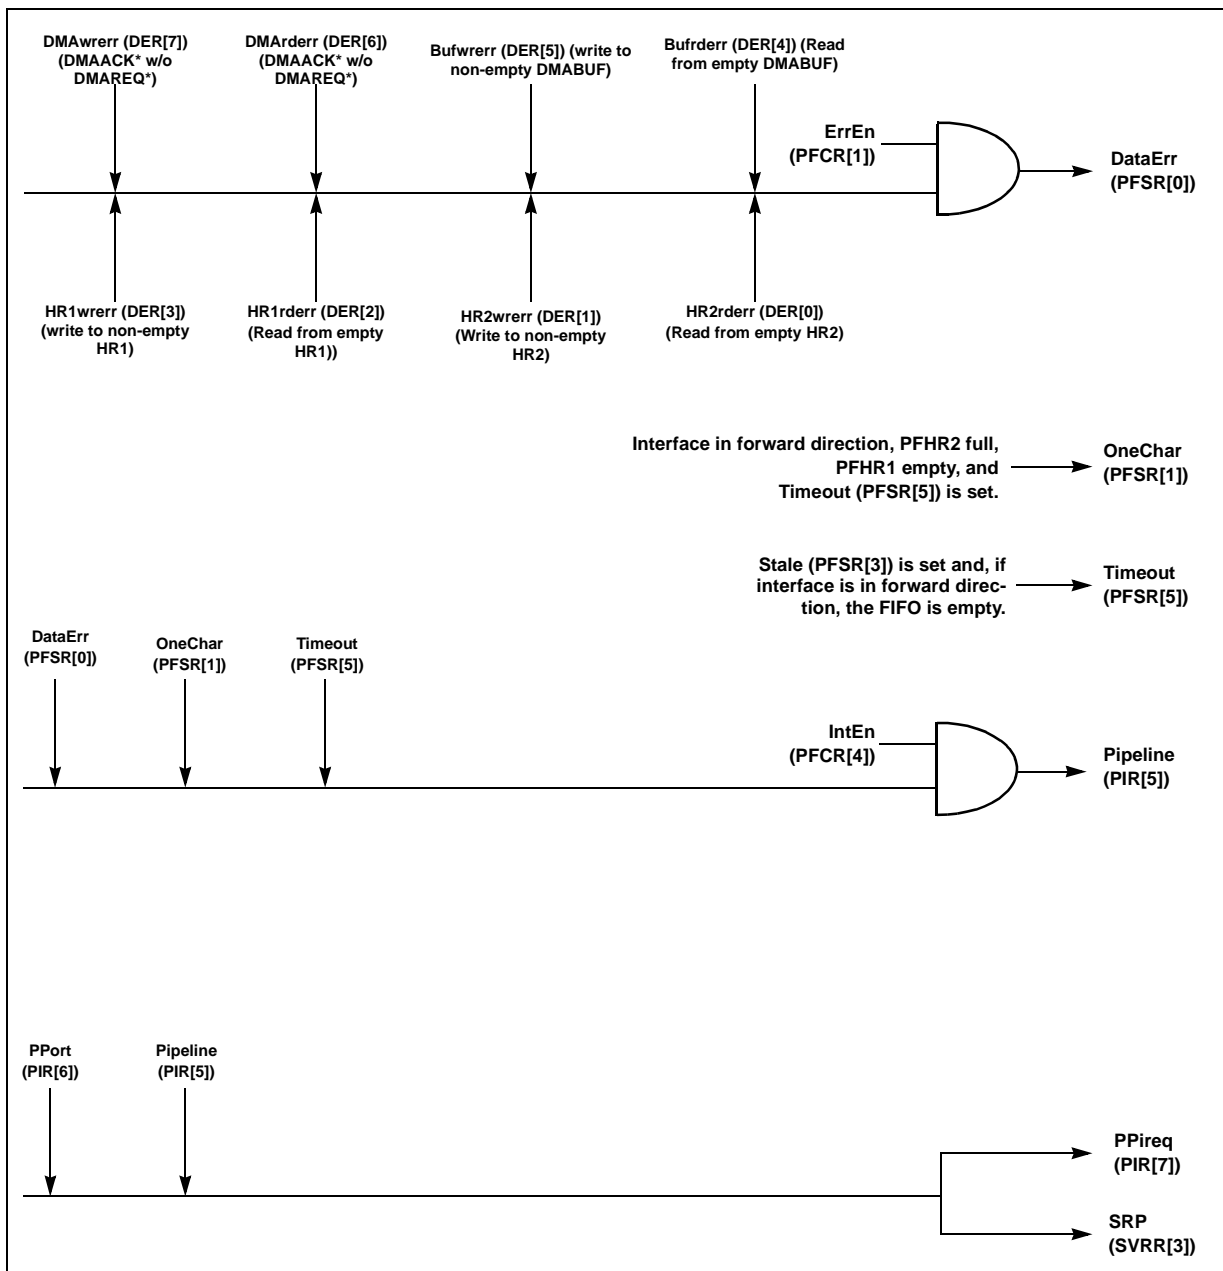 DMAwrerr (DER[7])
(DMAACK* w/o
DMAREQ*)
DMArderr (DER[6])
(DMAACK* w/o
DMAREQ*)
Bufwrerr (DER[5]) (write to
non-empty DMABUF)
Bufrderr (DER[4]) (Read
from empty DMABUF)
ErrEn
(PFCR[1])
DataErr
(PFSR[0])
HR1wrerr (DER[3])
(write to non-empty
HR1)
HR1rderr (DER[2])
(Read from empty
HR1))
HR2wrerr (DER[1])
(Write to non-empty
HR2)
HR2rderr (DER[0])
(Read from empty HR2)
Interface in forward direction, PFHR2 full,
PFHR1 empty, and
Timeout (PFSR[5]) is set.
OneChar
(PFSR[1])
Stale (PFSR[3]) is set and, if
interface is in forward direc-
tion, the FIFO is empty.
Timeout
(PFSR[5])
DataErr
(PFSR[0])
OneChar
(PFSR[1])
Timeout
(PFSR[5])
IntEn
(PFCR[4])
Pipeline
(PIR[5])
PPort
(PIR[6])
Pipeline
(PIR[5])
PPireq
(PIR[7])
SRP
(SVRR[3])